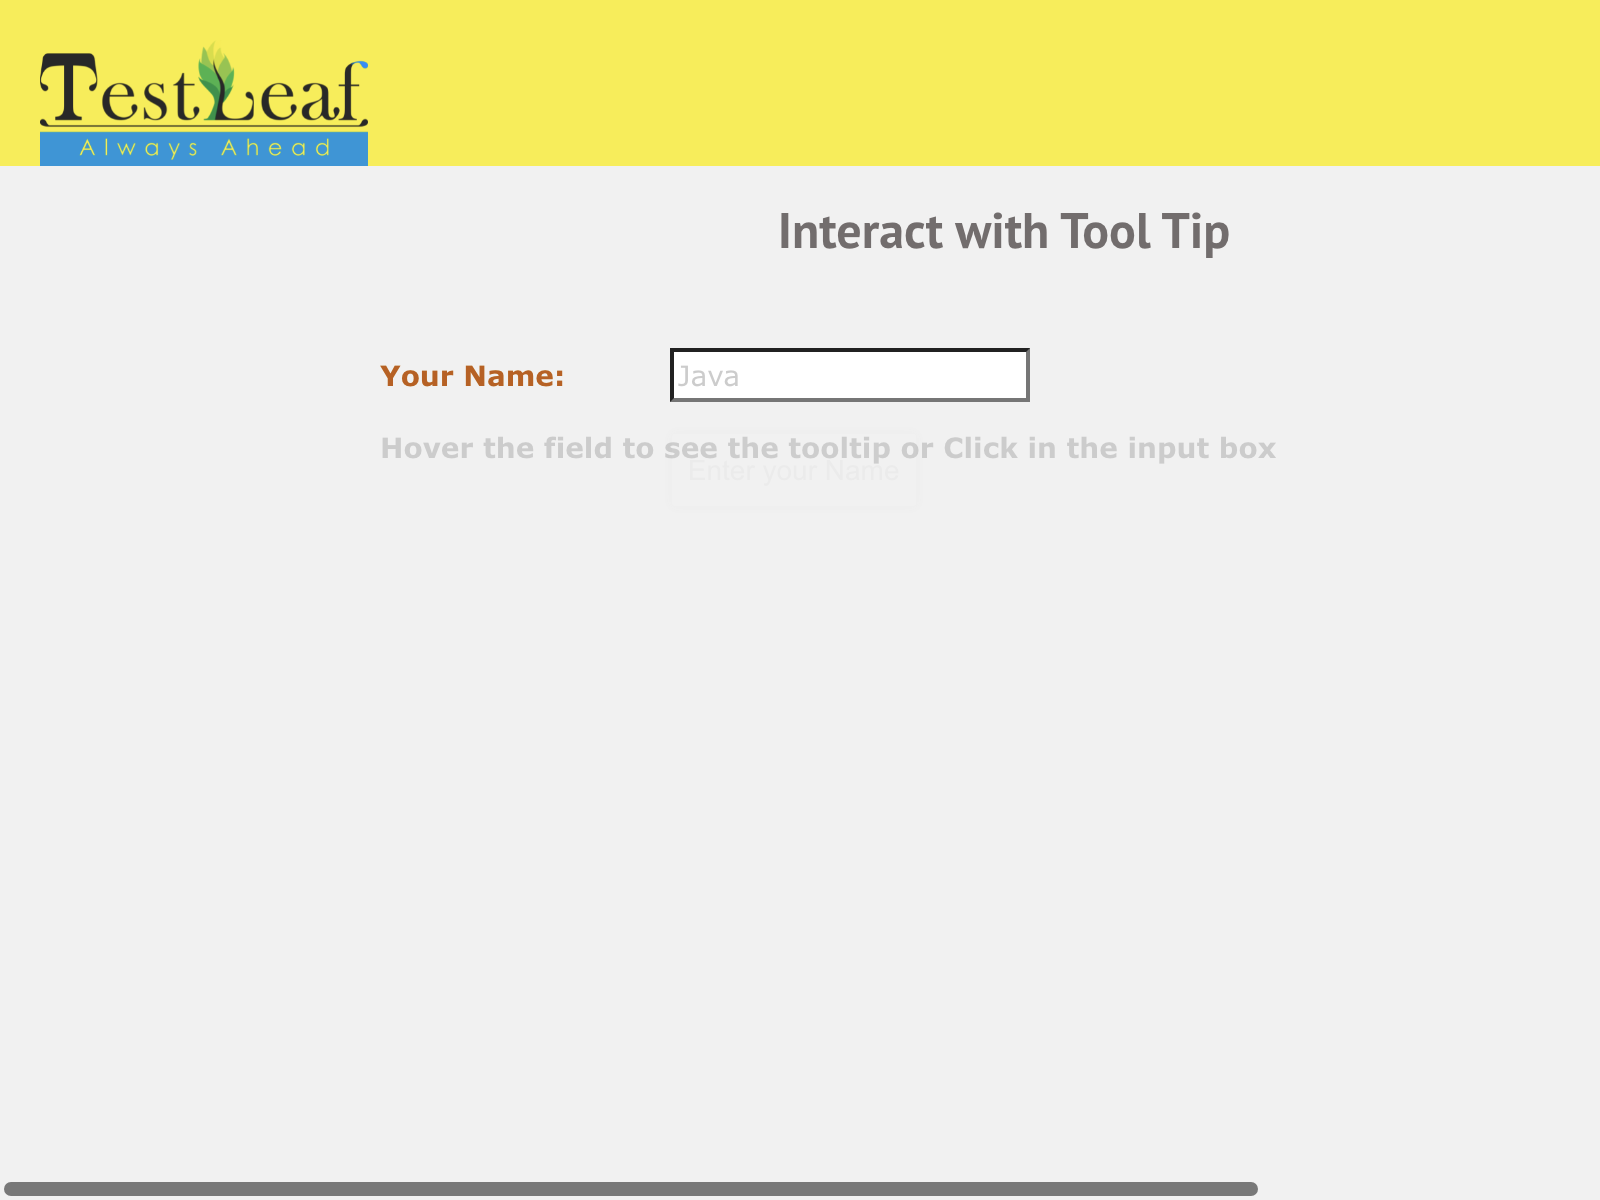 TestLeaf
Always Ahead
Interact with Tool Tip
Your Name:
Java
Hover the field to see the tooltip or Click in the input box
Enter your Name